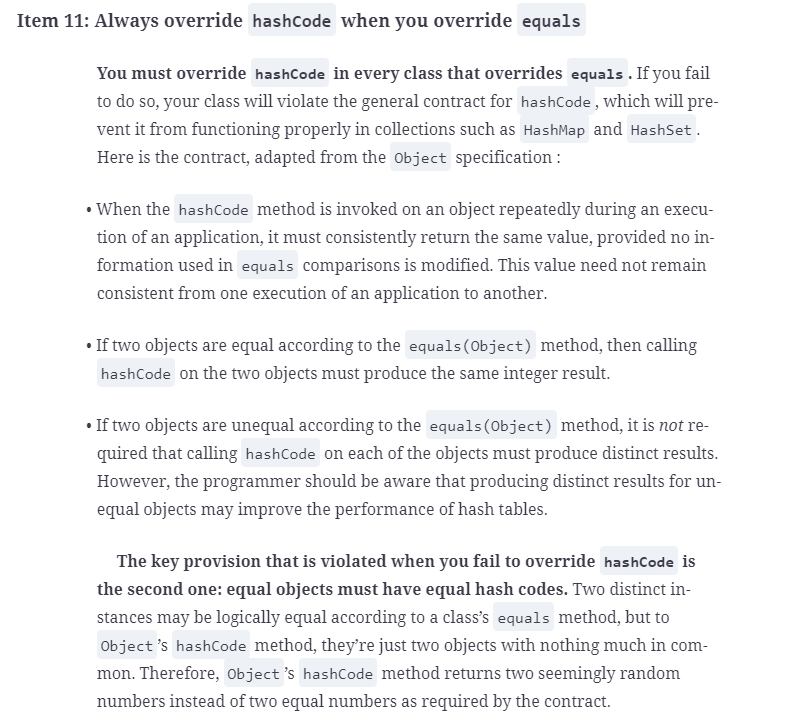 Item 11: Always override hashCode when you override equals
You must override hashCode in every class that overrides equals. If you fail
to do so, your class will violate the general contract for hashCode, which will pre-
vent it from functioning properly in collections such as HashMap and HashSet.
Here is the contract, adapted from the Object specification :
• When the hashCode method is invoked on an object repeatedly during an execu-
tion of an application, it must consistently return the same value, provided no in-
formation used in equals comparisons is modified. This value need not remain
consistent from one execution of an application to another.
• If two objects are equal according to the equals(Object) method, then calling
hashCode on the two objects must produce the same integer result.
• If two objects are unequal according to the equals(Object) method, it is not re-
quired that calling hashCode on each of the objects must produce distinct results.
However, the programmer should be aware that producing distinct results for un-
equal objects may improve the performance of hash tables.
The key provision that is violated when you fail to override hashCode is
the second one: equal objects must have equal hash codes. Two distinct in-
stances may be logically equal according to a class’s equals method, but to
Object’s hashCode method, they’re just two objects with nothing much in com-
mon. Therefore, Object’s hashCode method returns two seemingly random
numbers instead of two equal numbers as required by the contract.